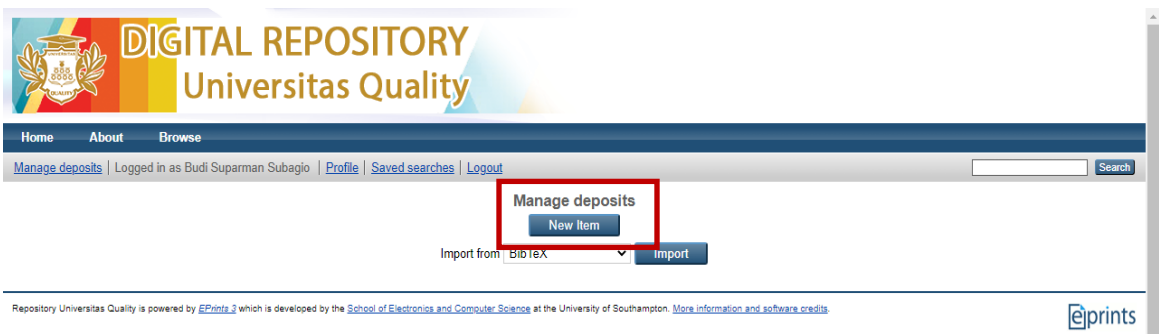 DIGITAL REPOSITORY
Universitas Quality
UNIVERSITAS
QUALITY
Home About Browse
Manage deposits | Logged in as Budi Suparman Subagio | Profile | Saved searches | Logout Search
Manage deposits
New Item
Import from BibTeX Import
Repository Universitas Quality is powered by EPrints 3 which is developed by the School of Electronics and Computer Science at the University of Southampton. More information and software credits.
eprints